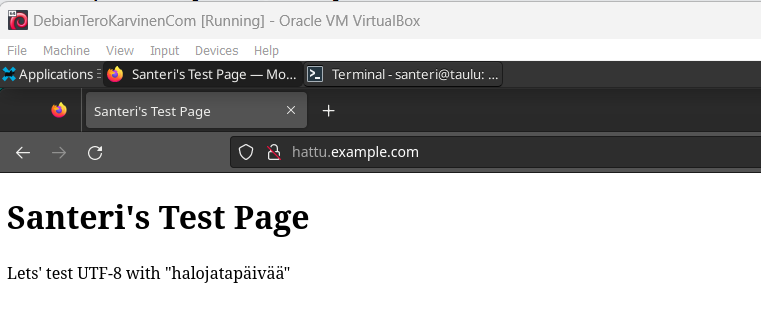 DebianTeroKarvinenCom [Running] - Oracle VM VirtualBox
File Machine View Input Devices Help
Applications Santeri's Test Page — Mo... Terminal - santeri@taulu: ...
Santeri's Test Page
hattu.example.com
Santeri's Test Page
Lets' test UTF-8 with "halojatapäivää"